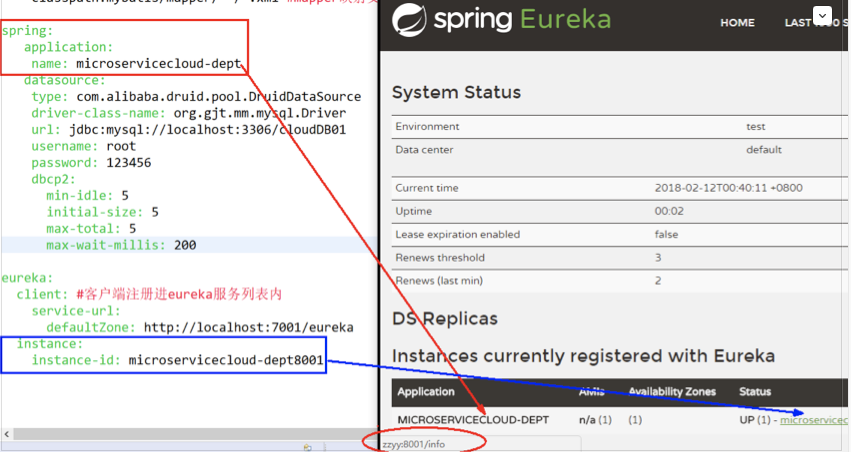 spring:
application:
name: microservicecloud-dept
datasource:
type: com.alibaba.druid.pool.DruidDataSource
driver-class-name: org.gjt.mm.mysql.Driver
url: jdbc:mysql://localhost:3306/cloudDB01
username: root
password: 123456
dbcp2:
min-idle: 5
initial-size: 5
max-total: 5
max-wait-millis: 200
eureka:
client: #客户端注册进eureka服务列表内
service-url:
defaultZone: http://localhost:7001/eureka
instance:
instance-id: microservicecloud-dept8001
spring Eureka
HOME LAST
System Status
Environment test
Data center default
Current time 2018-02-12T00:40:11 +0800
Uptime 00:02
Lease expiration enabled false
Renews threshold 3
Renews (last min) 2
DS Replicas
Instances currently registered with Eureka
Application AMIs Availability Zones Status
MICROSERVICECLOUD-DEPT n/a (1) (1) UP (1) - microservicec
zzyy:8001/info